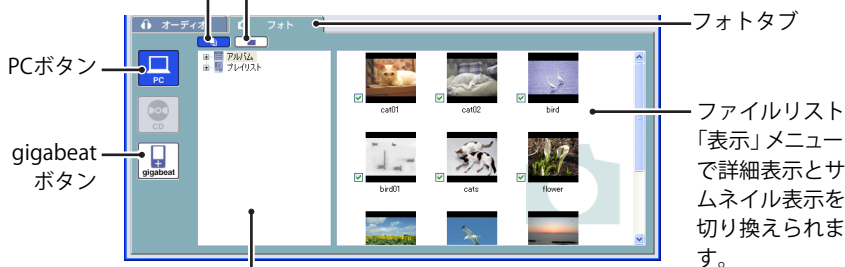 オーディオ
フォト
フォトタブ
PCボタン
PC
アルバム
プレイリスト
cat01
cat02
bird
CD
ファイルリスト
「表示」メニュー
で詳細表示とサ
ムネイル表示を
切り換えられま
す。
gigabeat
ボタン
gigabeat
bird01
cats
flower